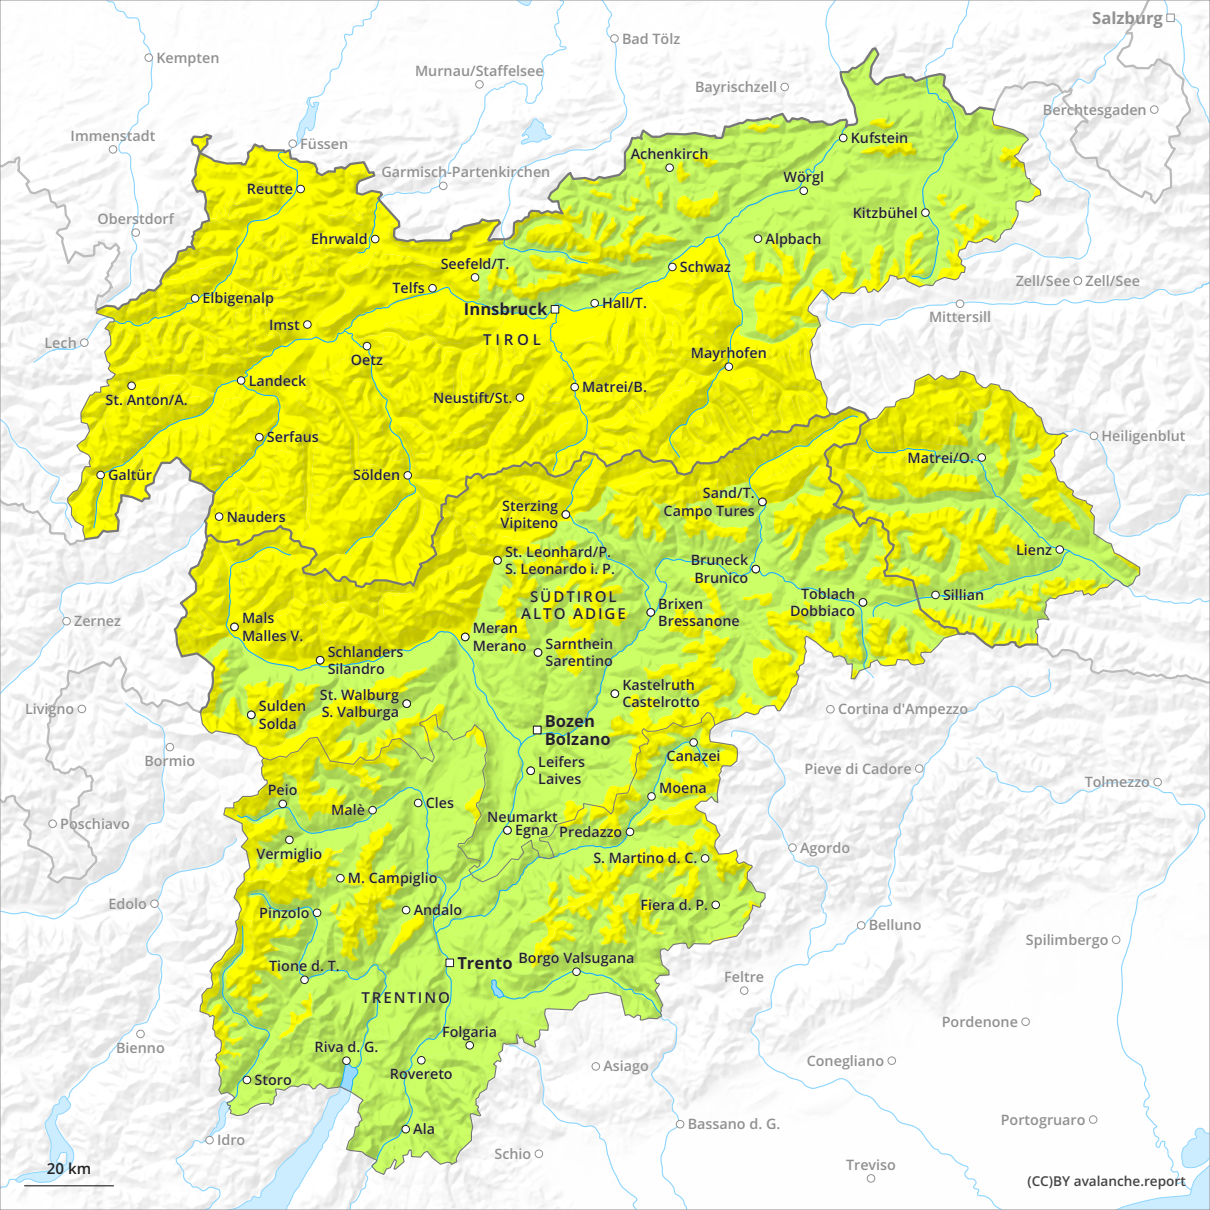 Salzburg
Bad Tölz
Kempten
Murnau/Staffelsee
Bayrischzell
Berchtesgaden
Immenstadt
Füssen
Kufstein
Achenkirch
Garmisch-Partenkirchen
Wörgl
Reutte
Oberstdorf
Kitzbühel
Ehrwald
Alpbach
Seefeld/T.
Schwaz
Zell/See
Zell/See
Telfs
Elbigenalp
Hall/T.
Innsbruck
Mittersill
Imst
TIROL
Lech
Oetz
Mayrhofen
Landeck
Matrei/B.
St. Anton/A.
Neustift/St.
Serfaus
Heiligenblut
Matrei/O.
Galtür
Sölden
Sand/T.
Campo Tures
Sterzing
Vipiteno
Nauders
St. Leonhard/P.
S. Leonardo i. P.
Lienz
Bruneck
Brunico
SÜDTIROL
ALTO ADIGE
Toblach
Dobbiaco
Sillian
Brixen
Bressanone
Zernez
Mals
Malles V.
Meran
Merano
Sarnthein
Sarentino
Schlanders
Silandro
Kastelruth
Castelrotto
St. Walburg
S. Valburga
Sulden
Solda
Livigno
Cortina d'Ampezzo
Bozen
Bolzano
Bormio
Canazei
Leifers
Laives
Pieve di Cadore
Tolmezzo
Peio
Moena
Malè
Cles
Neumarkt
Egna
Poschiavo
Predazzo
Vermiglio
S. Martino d. C.
Agordo
M. Campiglio
Edolo
Pinzolo
Andalo
Fiera d. P.
Belluno
Spilimbergo
Borgo Valsugana
Trento
Tione d. T.
Feltre
TRENTINO
Pordenone
Folgaria
Bienno
Riva d. G.
Conegliano
Asiago
Rovereto
Storo
Portogruaro
Bassano d. G.
Ala
Idro
Schio
Treviso
20 km
(CC)BY avalanche.report